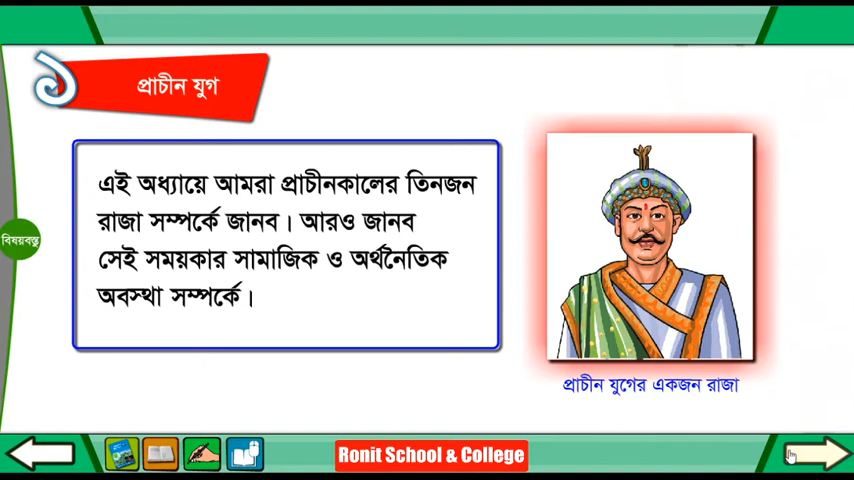 ১
প্রাচীন যুগ
এই অধ্যায়ে আমরা প্রাচীনকালের তিনজন
রাজা সম্পর্কে জানব। আরও জানব
সেই সময়কার সামাজিক ও অর্থনৈতিক
অবস্থা সম্পর্কে।
বিষয়বস্তু
প্রাচীন যুগের একজন রাজা
Ronit School & College